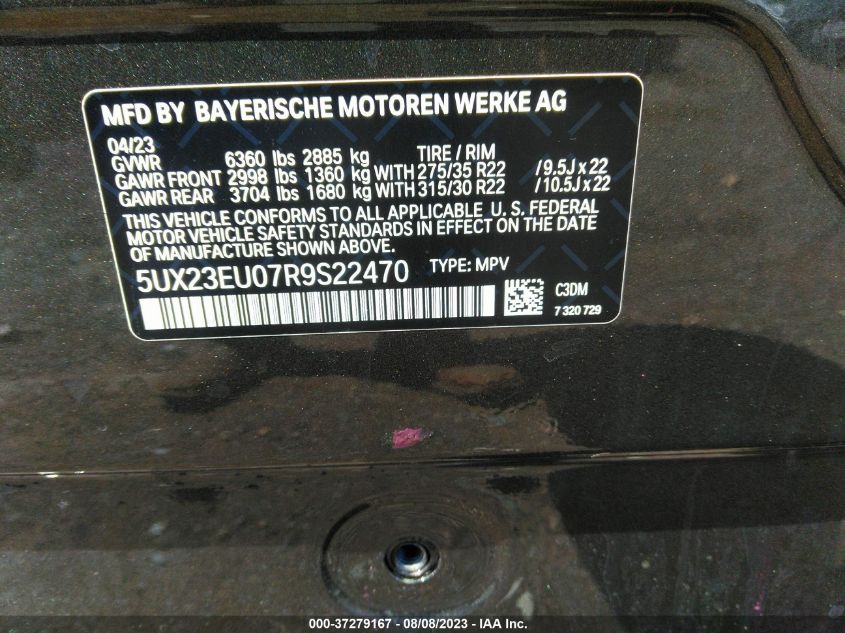 MFD BY BAYERISCHE MOTOREN WERKE AG
04/23
GVWR 6360 lbs 2885 kg TIRE / RIM
GAWR FRONT 2998 lbs 1360 kg WITH 275/35 R22 / 9.5J x 22
GAWR REAR 3704 lbs 1680 kg WITH 315/30 R22 / 10.5J x 22
THIS VEHICLE CONFORMS TO ALL APPLICABLE U. S. FEDERAL
MOTOR VEHICLE SAFETY STANDARDS IN EFFECT ON THE DATE
OF MANUFACTURE SHOWN ABOVE.
5UX23EU07R9S22470 TYPE: MPV
C3DM
7 320 729
000-37279167 - 08/08/2023 - IAA Inc.